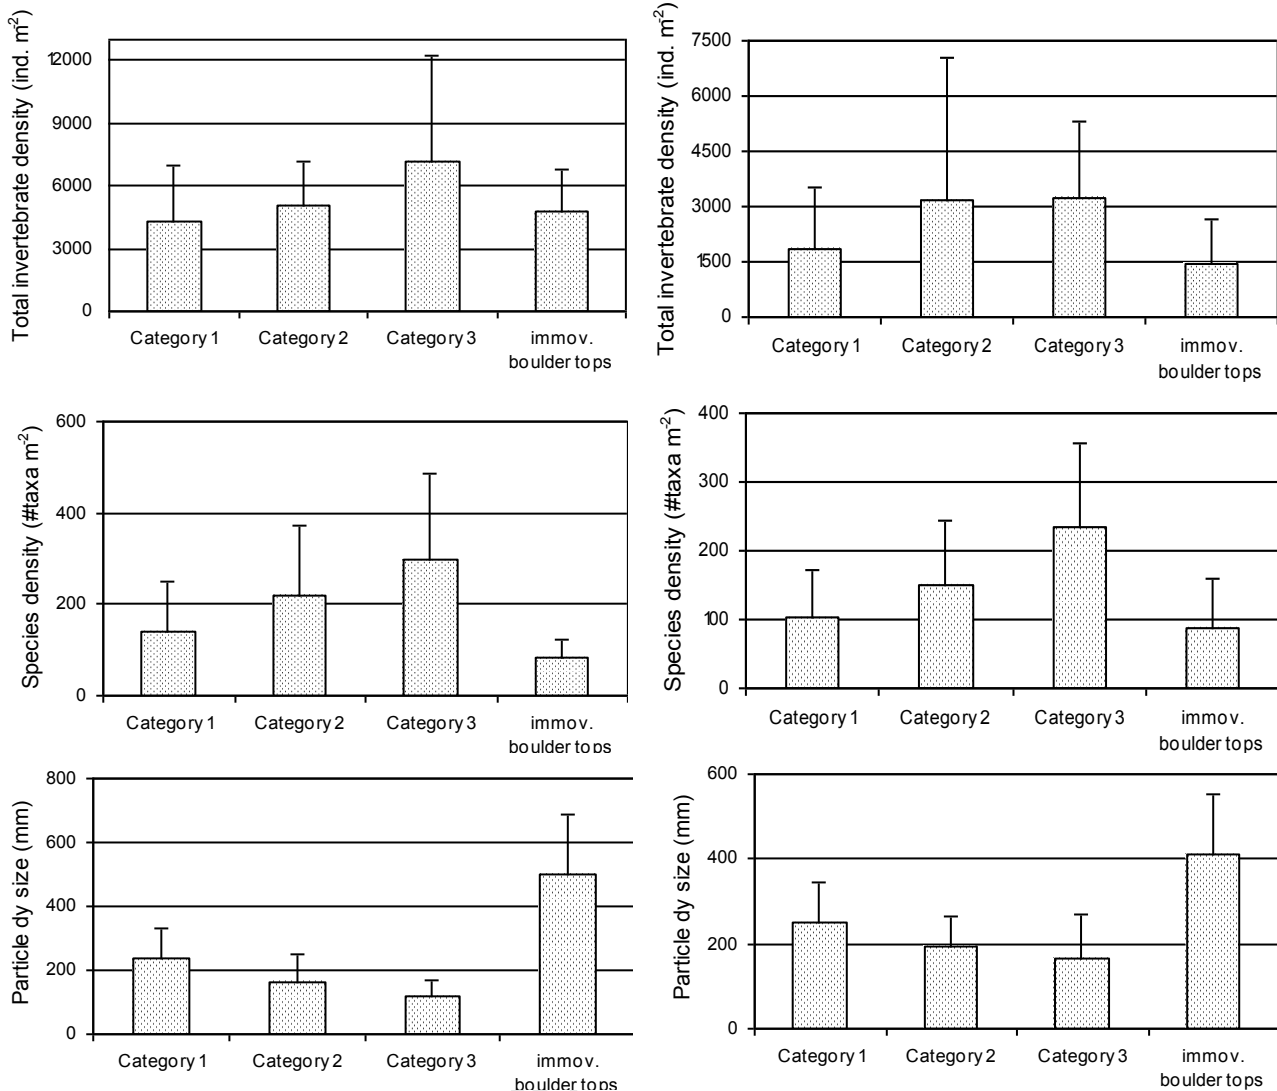 Total invertebrate density (ind. m-2)
12000
9000
6000
3000
0
Category 1
Category 2
Category 3
immov.
boulder tops
Total invertebrate density (ind. m-2)
7500
6000
4500
3000
1500
0
Category 1
Category 2
Category 3
immov.
boulder tops
Species density (#taxa m-2)
600
400
200
0
Category 1
Category 2
Category 3
immov.
boulder tops
Species density (#taxa m-2)
400
300
200
100
0
Category 1
Category 2
Category 3
immov.
boulder tops
Particle dy size (mm)
800
600
400
200
0
Category 1
Category 2
Category 3
immov.
boulder tops
Particle dy size (mm)
600
400
200
0
Category 1
Category 2
Category 3
immov.
boulder tops